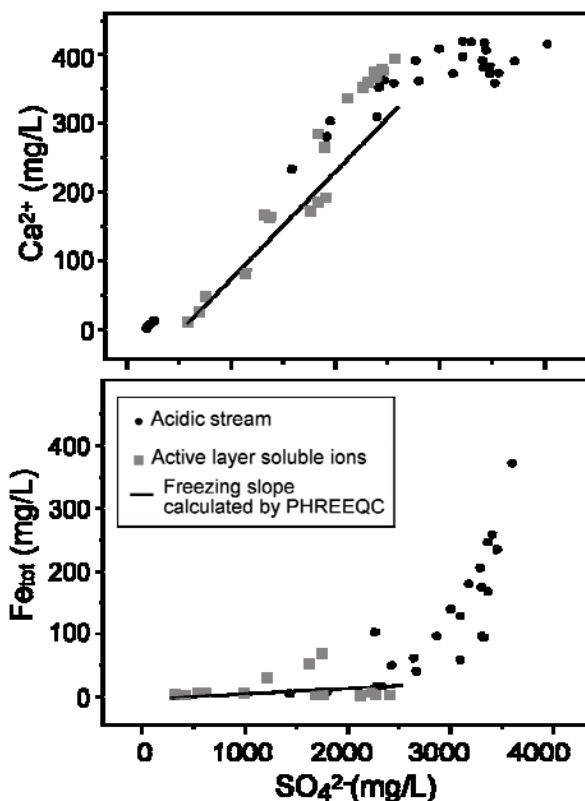 400
300
200
100
0
Ca²⁺ (mg/L)
Acidic stream
Active layer soluble ions
Freezing slope
calculated by PHREEQC
400
300
200
100
0
Fetot (mg/L)
0 1000 2000 3000 4000
SO₄²⁻(mg/L)